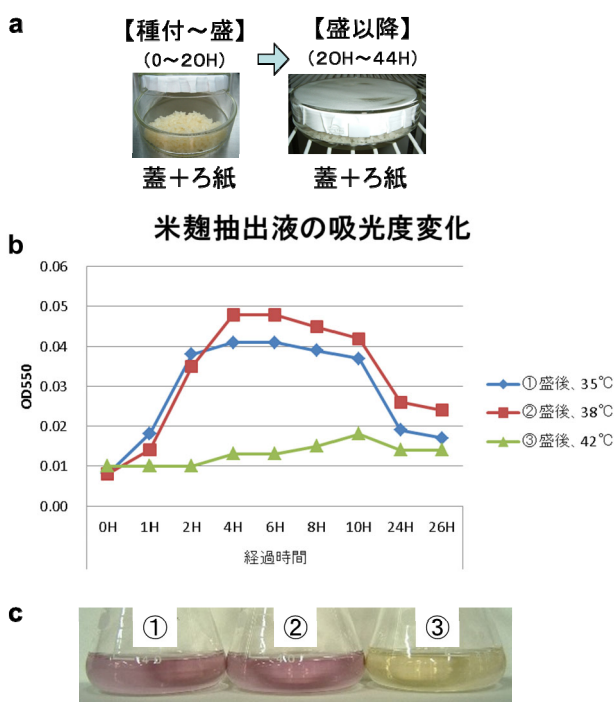 a
【種付～盛】
(0～20H)
【盛以降】
(20H～44H)
蓋＋ろ紙
蓋＋ろ紙
b
米麹抽出液の吸光度変化
0.06
0.05
0.04
0.03
0.02
0.01
0.00
OD550
0H 1H 2H 4H 6H 8H 10H 24H 26H
経過時間
①盛後、35℃
②盛後、38℃
③盛後、42℃
c
① ② ③